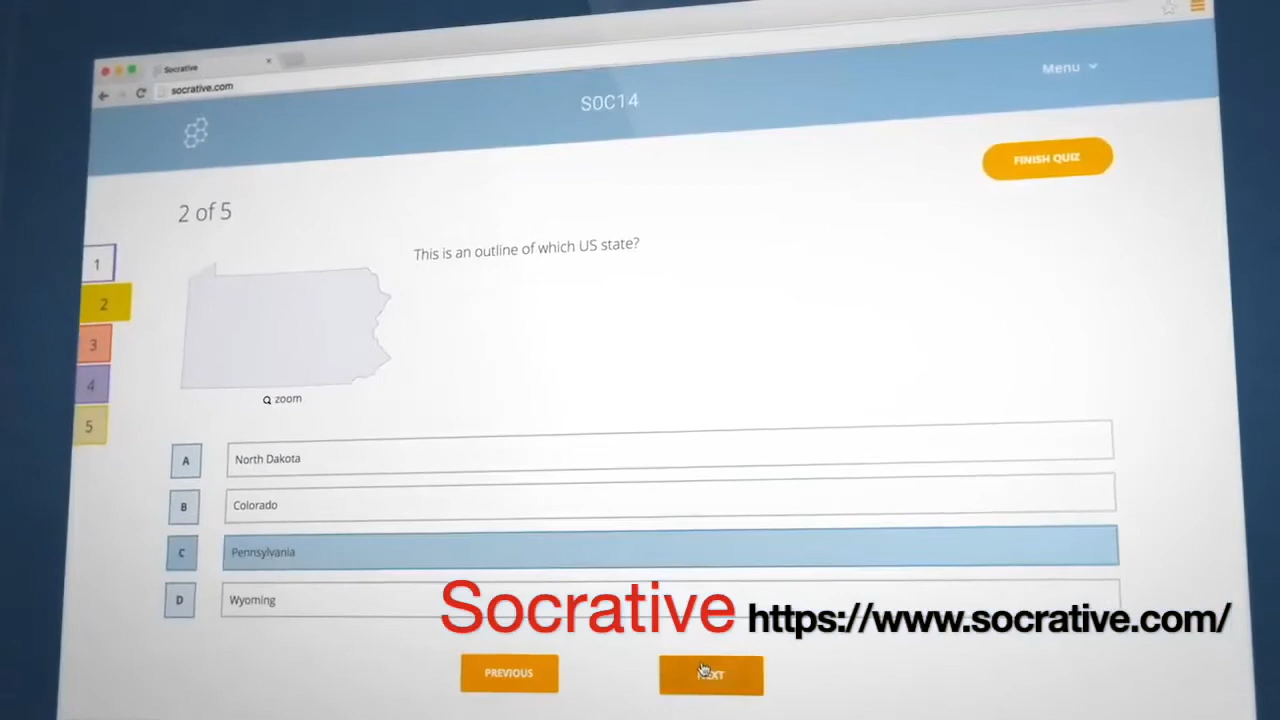 Socrative
socrative.com
SOC14
Menu
FINISH QUIZ
2 of 5
1
2
3
4
5
This is an outline of which US state?
zoom
A North Dakota
B Colorado
C Pennsylvania
D Wyoming
Socrative https://www.socrative.com/
PREVIOUS
NEXT